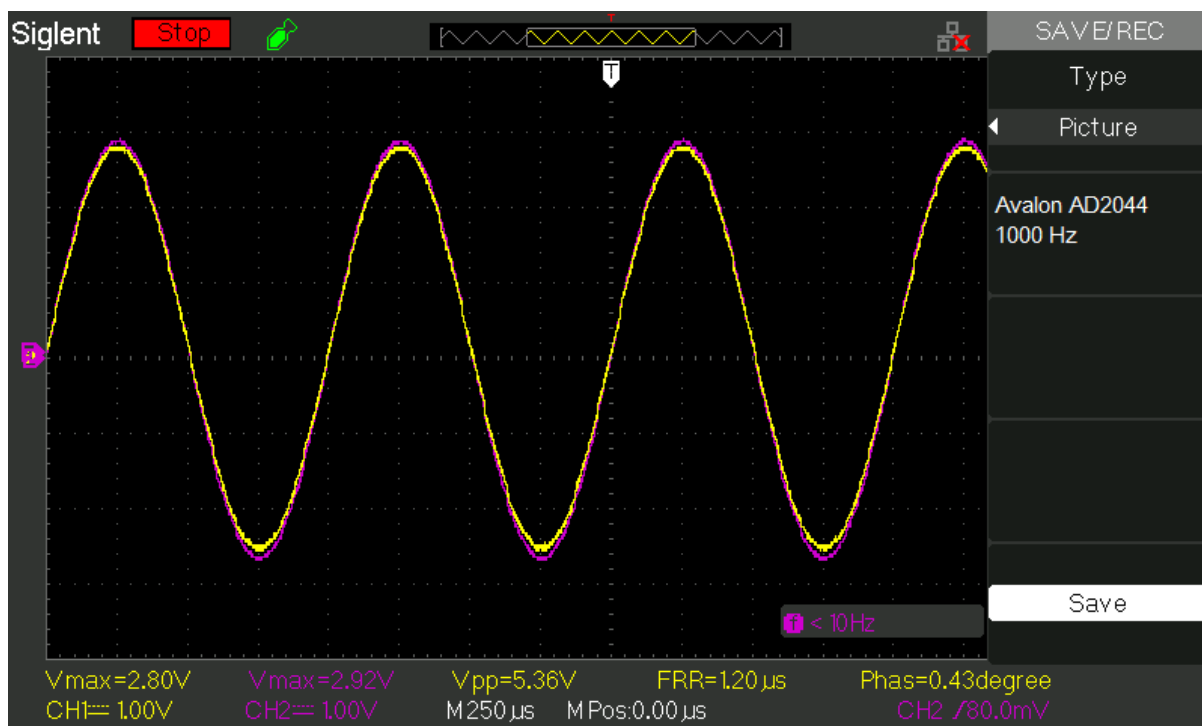 Siglent Stop T
T
SAVE/REC
Type
Picture
Avalon AD2044
1000 Hz
Save
T < 10Hz
Vmax=2.80V Vmax=2.92V Vpp=5.36V FRR=1.20µs Phas=0.43degree
CH1 1.00V CH2 1.00V M 250µs M Pos:0.00µs CH2 /80.0mV